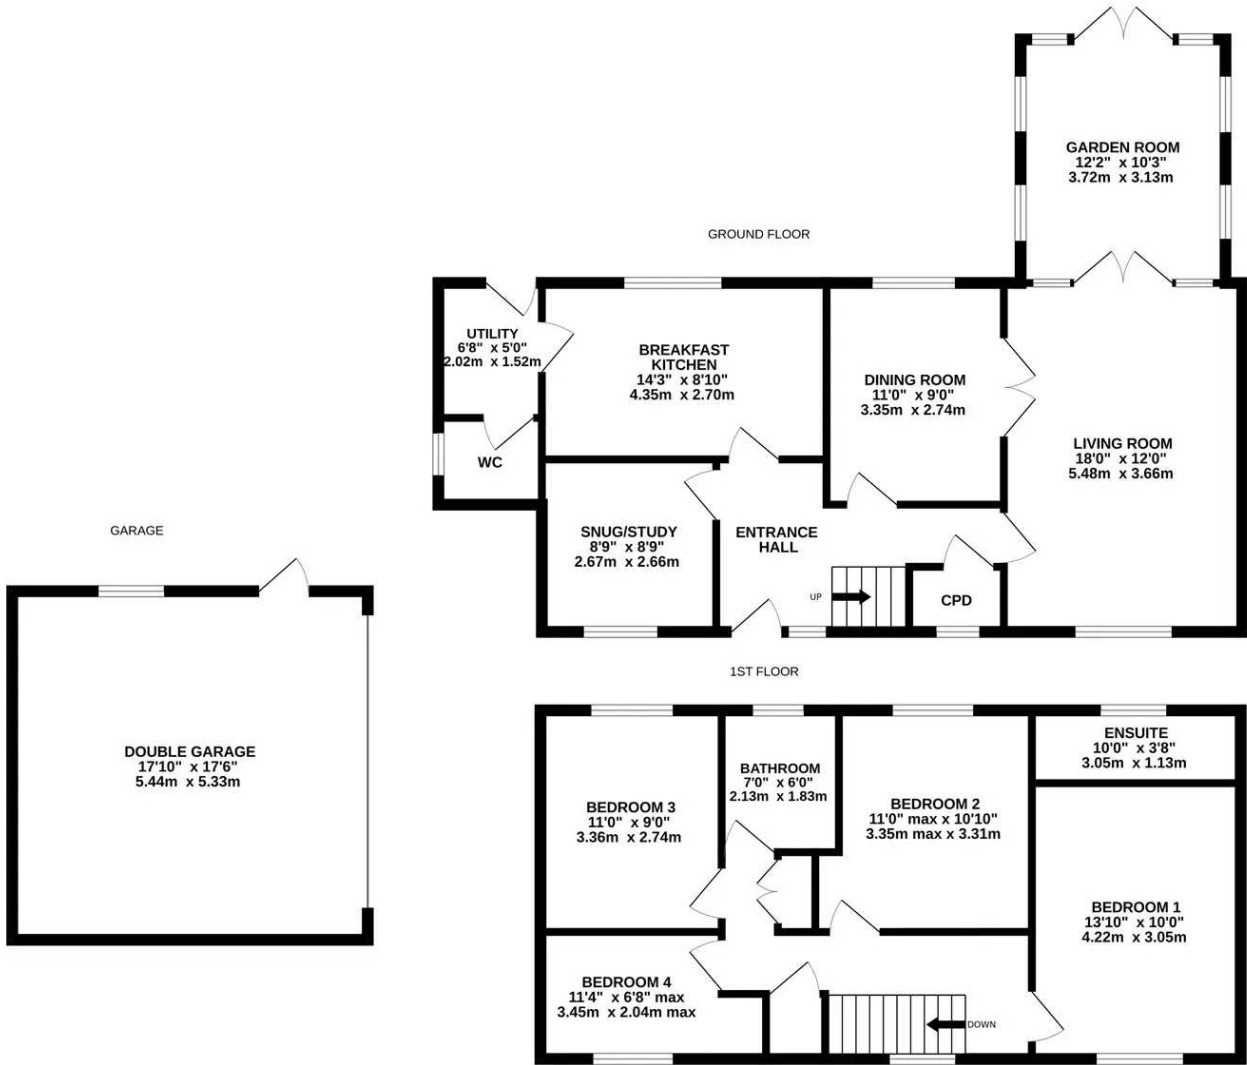 GARDEN ROOM
12'2" x 10'3"
3.72m x 3.13m
GROUND FLOOR
UTILITY
6'8" x 5'0"
2.02m x 1.52m
BREAKFAST
KITCHEN
14'3" x 8'10"
4.35m x 2.70m
DINING ROOM
11'0" x 9'0"
3.35m x 2.74m
LIVING ROOM
18'0" x 12'0"
5.48m x 3.66m
WC
SNUG/STUDY
8'9" x 8'9"
2.67m x 2.66m
ENTRANCE
HALL
UP
CPD
GARAGE
DOUBLE GARAGE
17'10" x 17'6"
5.44m x 5.33m
1ST FLOOR
ENSUITE
10'0" x 3'8"
3.05m x 1.13m
BATHROOM
7'0" x 6'0"
2.13m x 1.83m
BEDROOM 3
11'0" x 9'0"
3.36m x 2.74m
BEDROOM 2
11'0" max x 10'10"
3.35m max x 3.31m
BEDROOM 1
13'10" x 10'0"
4.22m x 3.05m
BEDROOM 4
11'4" x 6'8" max
3.45m x 2.04m max
DOWN